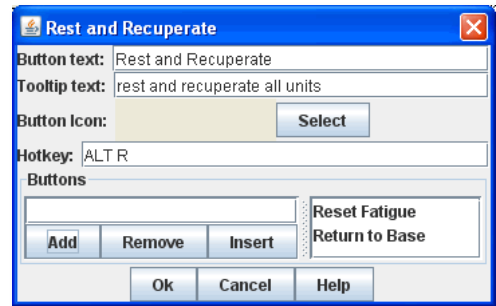 Rest and Recuperate
Button text: Rest and Recuperate
Tooltip text: rest and recuperate all units
Button Icon: Select
Hotkey: ALT R
Buttons
Reset Fatigue
Return to Base
Add Remove Insert
Ok Cancel Help